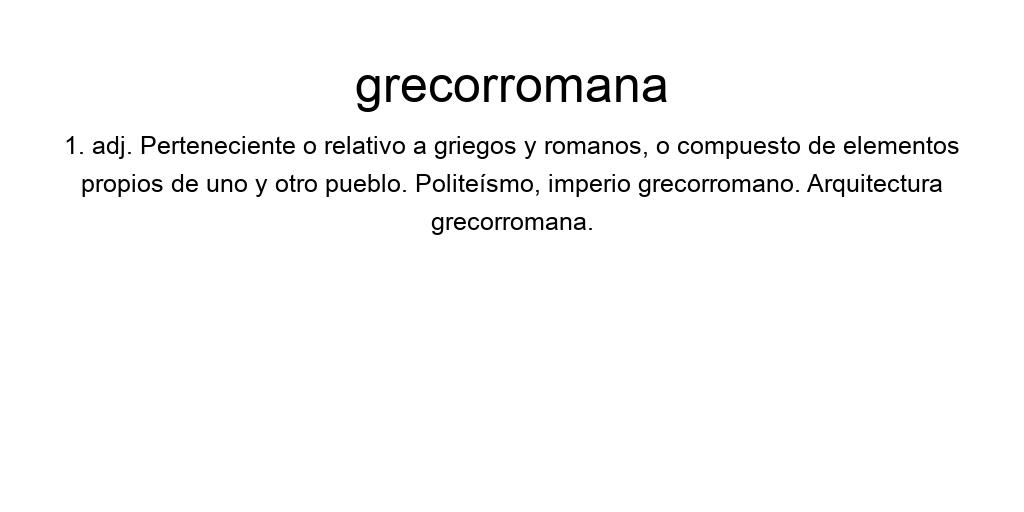 grecorromana
1. adj. Perteneciente o relativo a griegos y romanos, o compuesto de elementos
propios de uno y otro pueblo. Politeísmo, imperio grecorromano. Arquitectura
grecorromana.